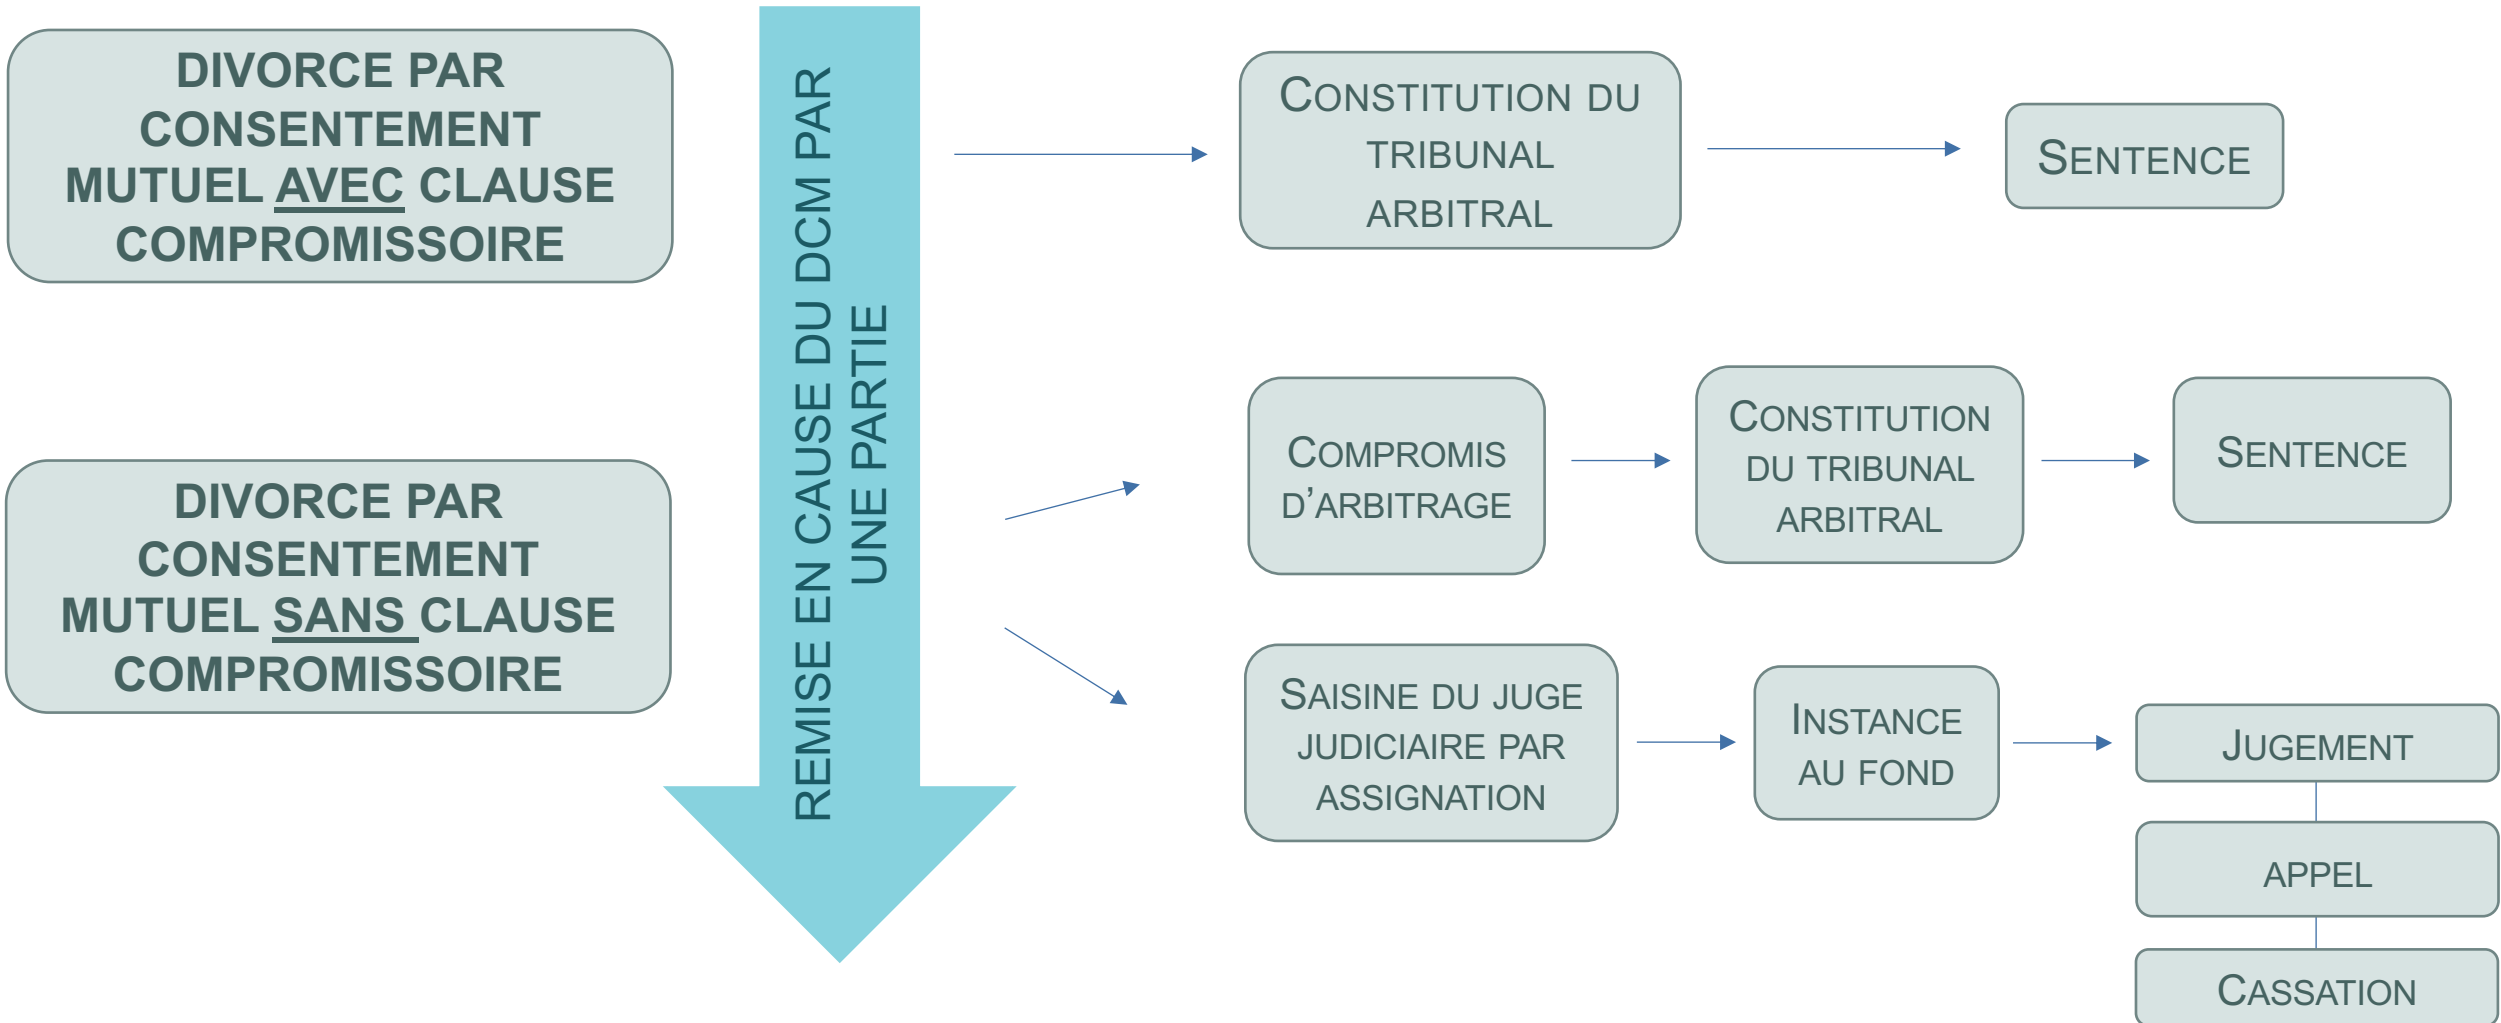 DIVORCE PAR
CONSENTEMENT
MUTUEL AVEC CLAUSE
COMPROMISSOIRE
REMISE EN CAUSE DU DCM PAR
UNE PARTIE
CONSTITUTION DU
TRIBUNAL
ARBITRAL
SENTENCE
DIVORCE PAR
CONSENTEMENT
MUTUEL SANS CLAUSE
COMPROMISSOIRE
COMPROMIS
D’ARBITRAGE
CONSTITUTION
DU TRIBUNAL
ARBITRAL
SENTENCE
SAISINE DU JUGE
JUDICIAIRE PAR
ASSIGNATION
INSTANCE
AU FOND
JUGEMENT
APPEL
CASSATION